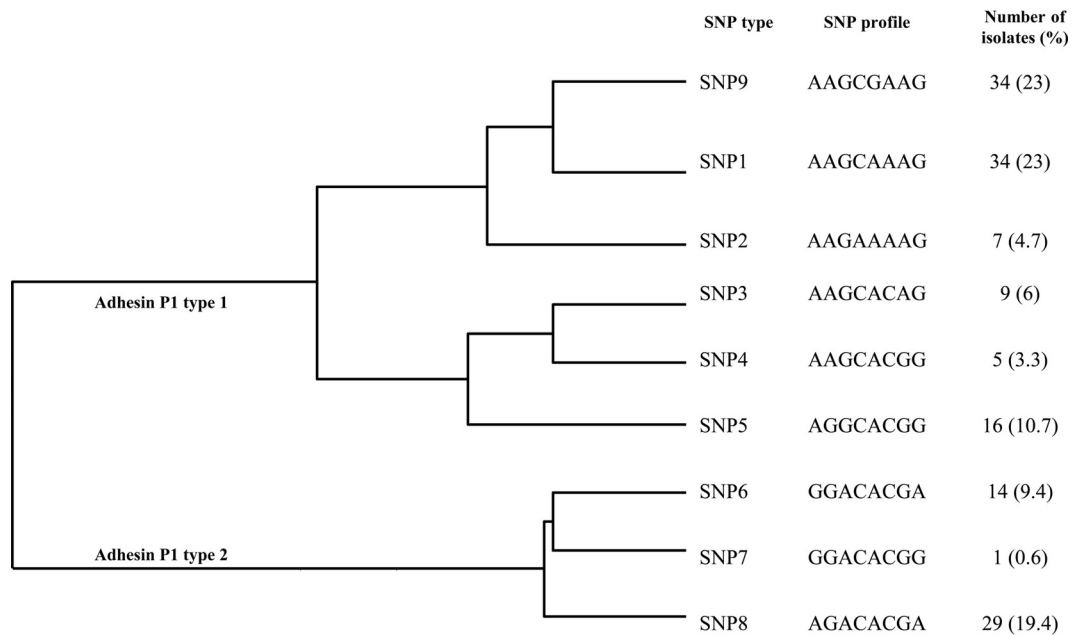 SNP type SNP profile Number of
isolates (%)
SNP9 AAGCGAAG 34 (23)
SNP1 AAGCAAAG 34 (23)
SNP2 AAGAAAAG 7 (4.7)
SNP3 AAGCACAG 9 (6)
Adhesin P1 type 1
SNP4 AAGCACGG 5 (3.3)
SNP5 AGGCACGG 16 (10.7)
SNP6 GGACACGA 14 (9.4)
Adhesin P1 type 2
SNP7 GGACACGG 1 (0.6)
SNP8 AGACACGA 29 (19.4)